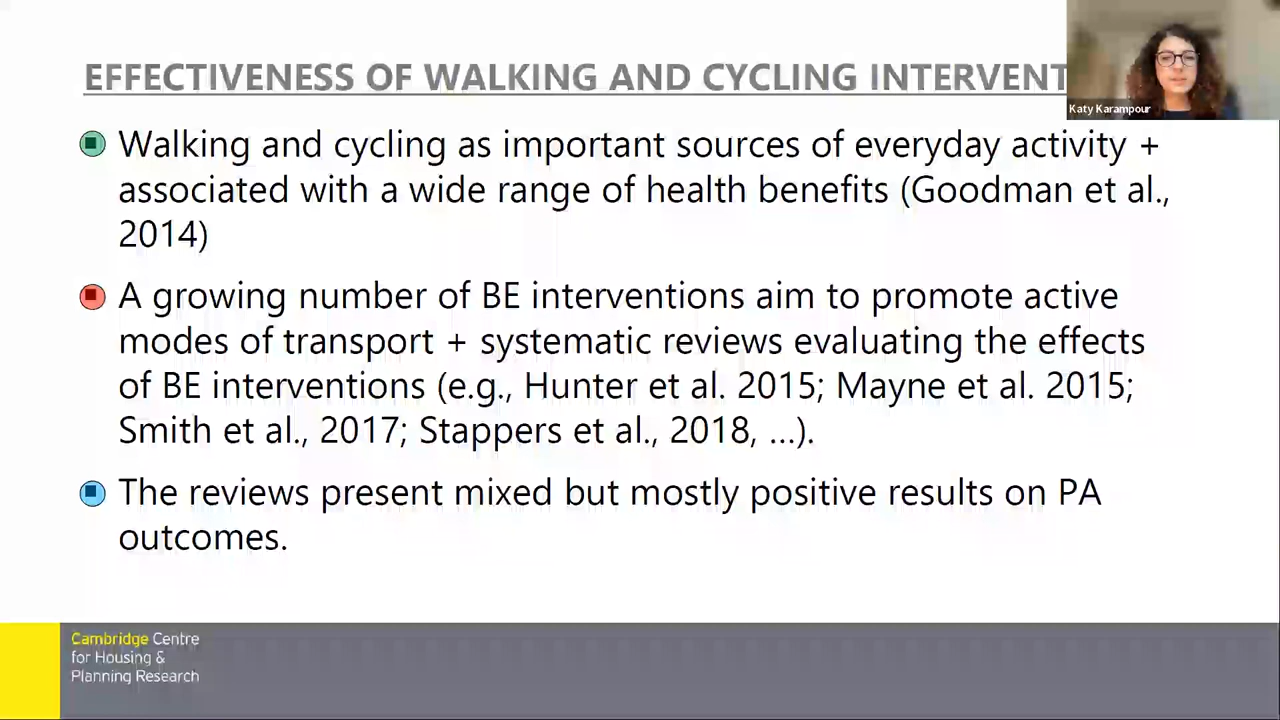 EFFECTIVENESS OF WALKING AND CYCLING INTERVENT
Katy Karampour
Walking and cycling as important sources of everyday activity +
associated with a wide range of health benefits (Goodman et al.,
2014)
A growing number of BE interventions aim to promote active
modes of transport + systematic reviews evaluating the effects
of BE interventions (e.g., Hunter et al. 2015; Mayne et al. 2015;
Smith et al., 2017; Stappers et al., 2018, ...).
The reviews present mixed but mostly positive results on PA
outcomes.
Cambridge Centre
for Housing &
Planning Research